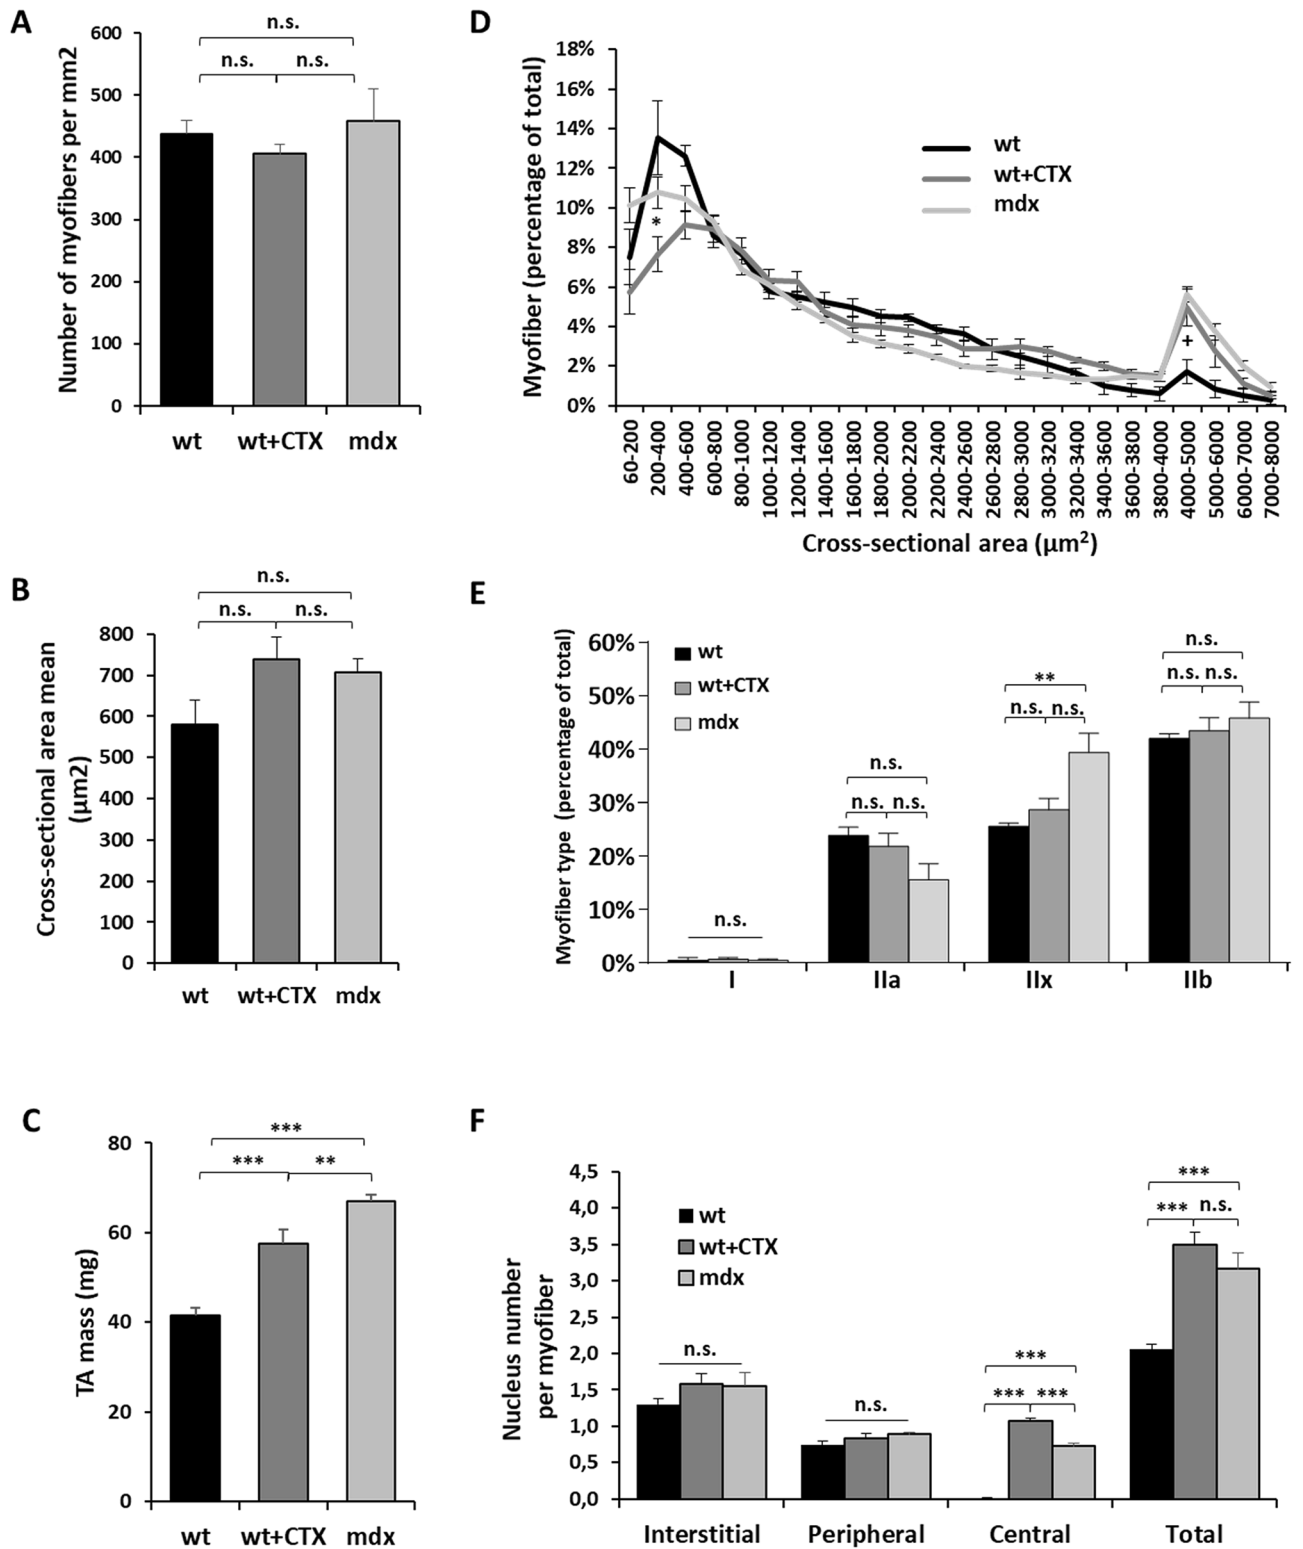 A
Number of myofibers per mm2
600
500
400
300
200
100
0
n.s.
n.s.
n.s.
wt
wt+CTX
mdx
D
Myofiber (percentage of total)
18%
16%
14%
12%
10%
8%
6%
4%
2%
0%
wt
wt+CTX
mdx
*
+
60-200
200-400
400-600
600-800
800-1000
1000-1200
1200-1400
1400-1600
1600-1800
1800-2000
2000-2200
2200-2400
2400-2600
2600-2800
2800-3000
3000-3200
3200-3400
3400-3600
3600-3800
3800-4000
4000-5000
5000-6000
6000-7000
7000-8000
Cross-sectional area (µm²)
B
Cross-sectional area mean
(µm2)
800
700
600
500
400
300
200
100
0
n.s.
n.s.
n.s.
wt
wt+CTX
mdx
E
Myofiber type (percentage of total)
60%
50%
40%
30%
20%
10%
0%
wt
wt+CTX
mdx
n.s.
n.s.
n.s. n.s.
**
n.s. n.s.
n.s.
n.s. n.s.
I
IIa
IIx
IIb
C
TA mass (mg)
80
60
40
20
0
***
***
**
wt
wt+CTX
mdx
F
Nucleus number
per myofiber
4,5
4,0
3,5
3,0
2,5
2,0
1,5
1,0
0,5
0,0
wt
wt+CTX
mdx
n.s.
n.s.
***
*** ***
***
*** n.s.
Interstitial
Peripheral
Central
Total